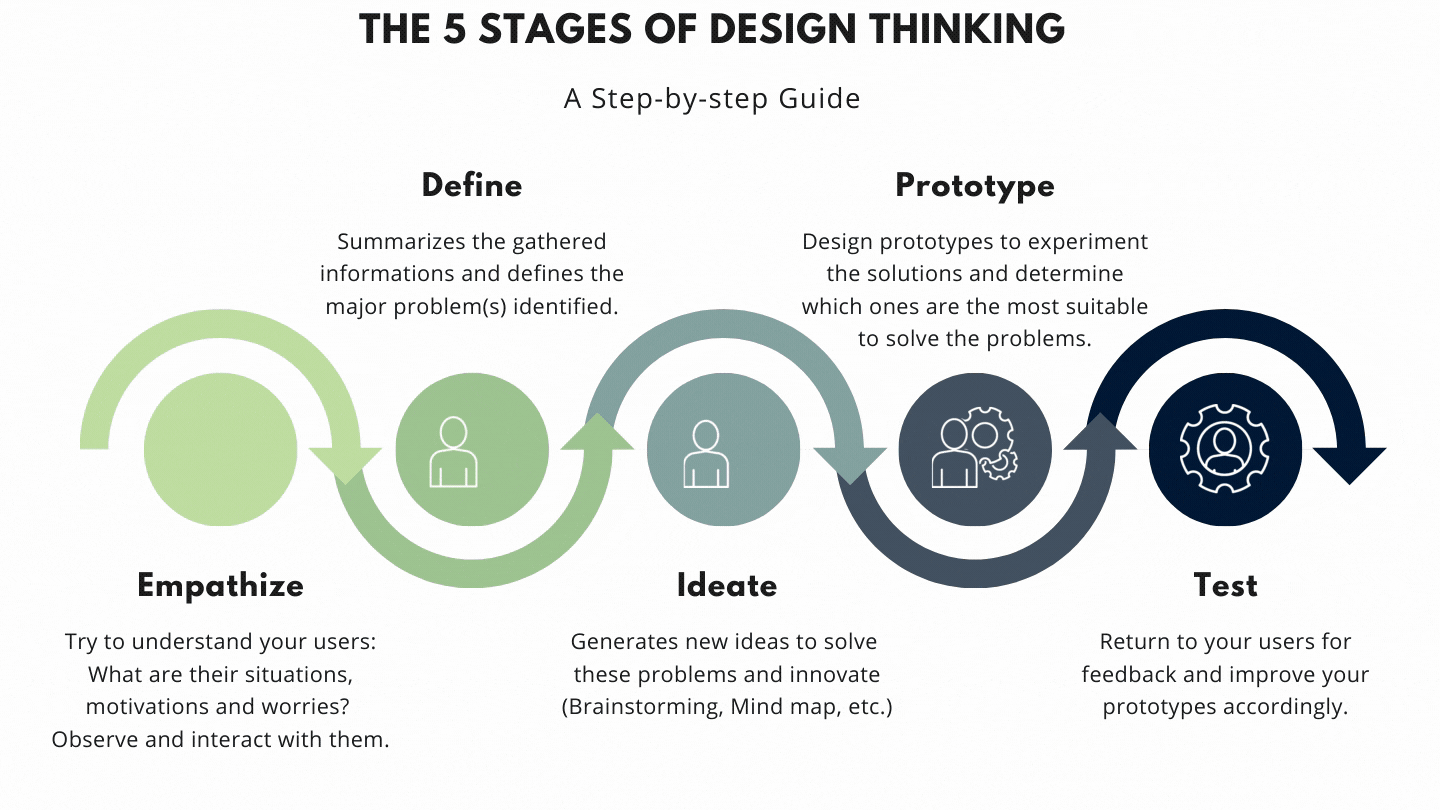 THE 5 STAGES OF DESIGN THINKING
A Step-by-step Guide
Define
Summarizes the gathered
informations and defines the
major problem(s) identified.
Prototype
Design prototypes to experiment
the solutions and determine
which ones are the most suitable
to solve the problems.
Empathize
Try to understand your users:
What are their situations,
motivations and worries?
Observe and interact with them.
Ideate
Generates new ideas to solve
these problems and innovate
(Brainstorming, Mind map, etc.)
Test
Return to your users for
feedback and improve your
prototypes accordingly.